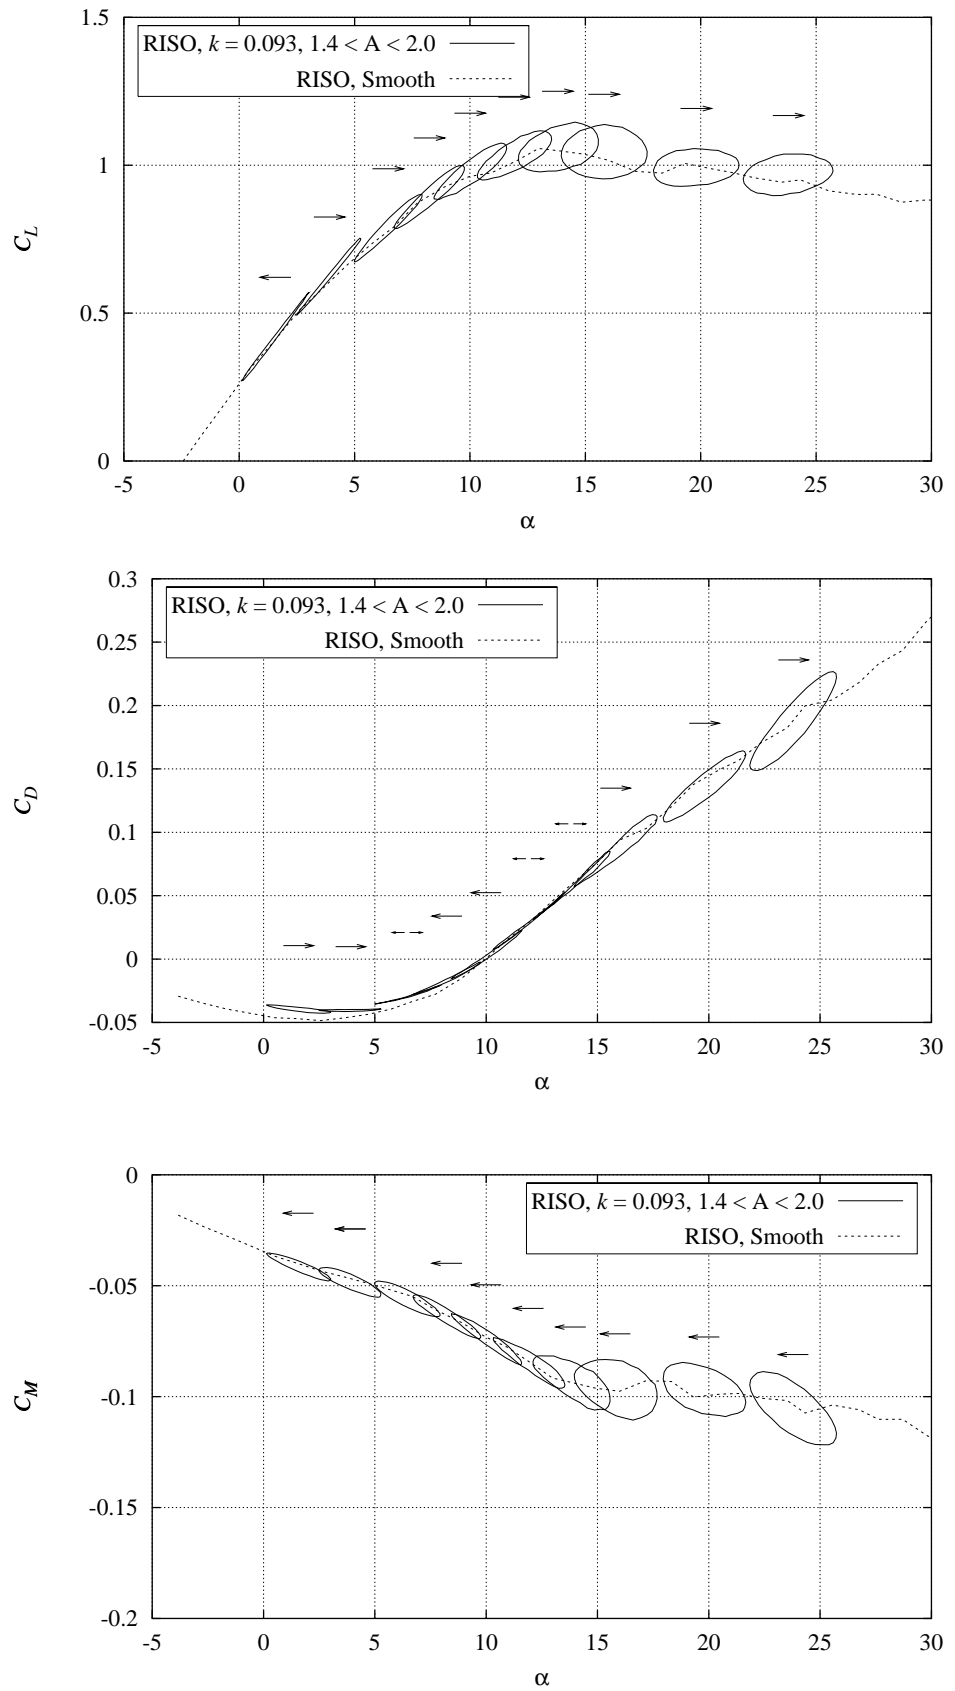 1.5
RISO, k = 0.093, 1.4 < A < 2.0
RISO, Smooth
1
C_L
0.5
0
-5 0 5 10 15 20 25 30
α
0.3
RISO, k = 0.093, 1.4 < A < 2.0
RISO, Smooth
0.25
0.2
0.15
C_D
0.1
0.05
0
-0.05
-5 0 5 10 15 20 25 30
α
0
RISO, k = 0.093, 1.4 < A < 2.0
RISO, Smooth
-0.05
C_M
-0.1
-0.15
-0.2
-5 0 5 10 15 20 25 30
α